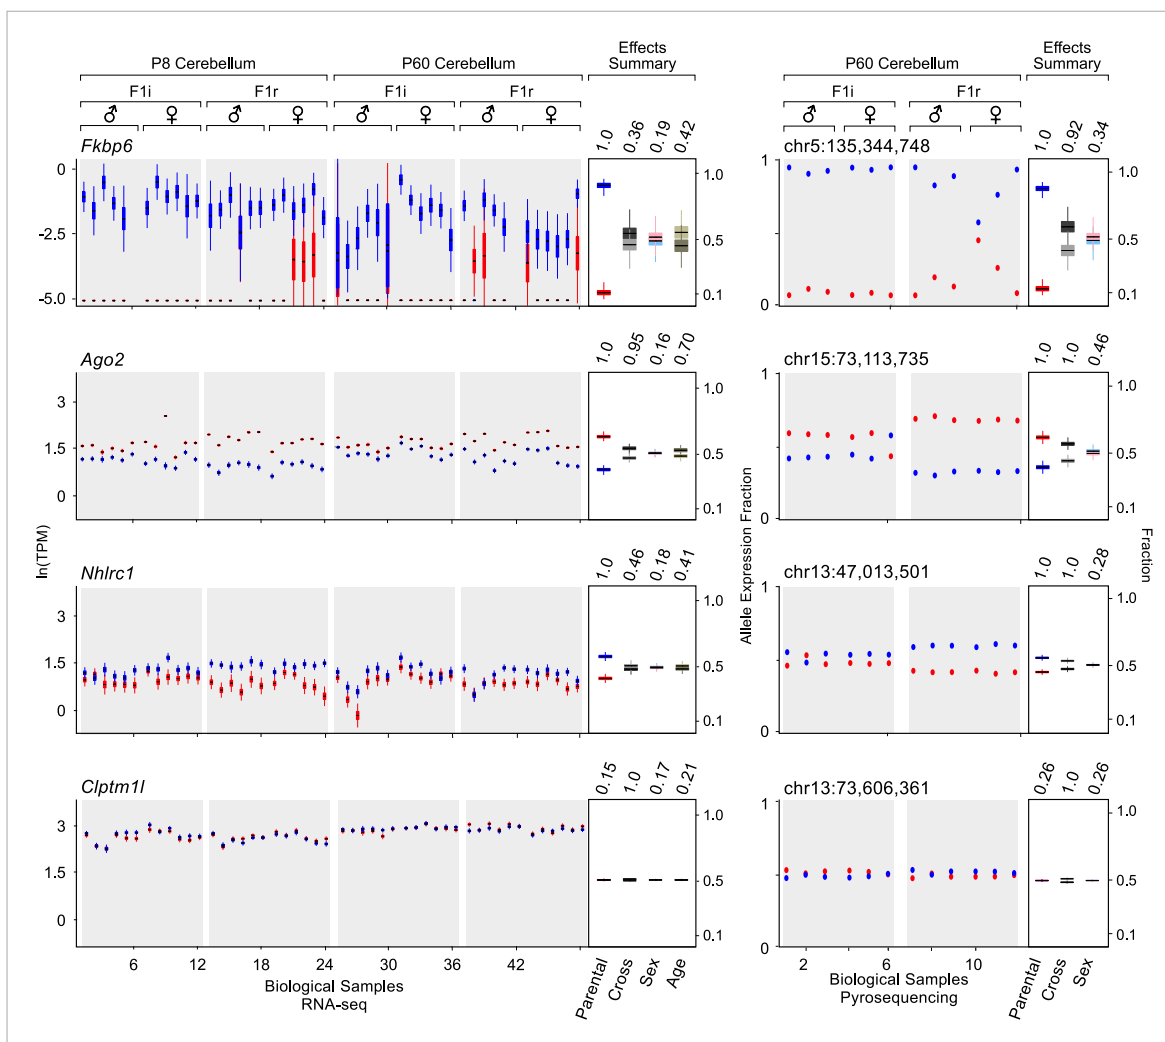 Effects
Summary
Effects
Summary
P8 Cerebellum
P60 Cerebellum
P60 Cerebellum
F1i
F1r
F1i
F1r
F1i
F1r
♂ ♀ ♂ ♀ ♂ ♀ ♂ ♀
♂ ♀ ♂ ♀
Fkbp6
1.0 0.36 0.19 0.42
chr5:135,344,748
1.0 0.92 0.34
0
-2.5
-5.0
1.0
0.5
0.1
1
0.5
0
1.0
0.5
0.1
Ago2
1.0 0.95 0.16 0.70
chr15:73,113,735
1.0 1.0 0.46
3
1.5
0
1.0
0.5
0.1
1
0.5
0
1.0
0.5
0.1
ln(TPM)
Allele Expression Fraction
Fraction
Nhlrc1
1.0 0.46 0.18 0.41
chr13:47,013,501
1.0 1.0 0.28
3
1.5
0
1.0
0.5
0.1
1
0.5
0
1.0
0.5
0.1
Clptm1l
0.15 1.0 0.17 0.21
chr13:73,606,361
0.26 1.0 0.26
3
1.5
0
1.0
0.5
0.1
1
0.5
0
1.0
0.5
0.1
6 12 18 24 30 36 42
Biological Samples
RNA-seq
Parental Cross Sex Age
2 6 10
Biological Samples
Pyrosequencing
Parental Cross Sex